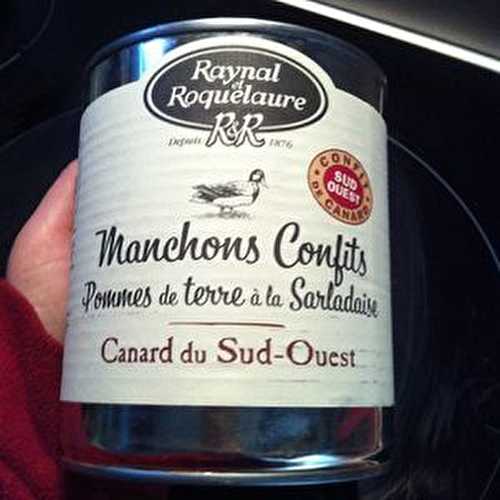 Raynal
et
Roquelaure
R&R
Depuis 1876
CONFIT
SUD
OUEST
DE CANARD
Manchons Confits
Pommes de terre à la Sarladaise
Canard du Sud-Ouest